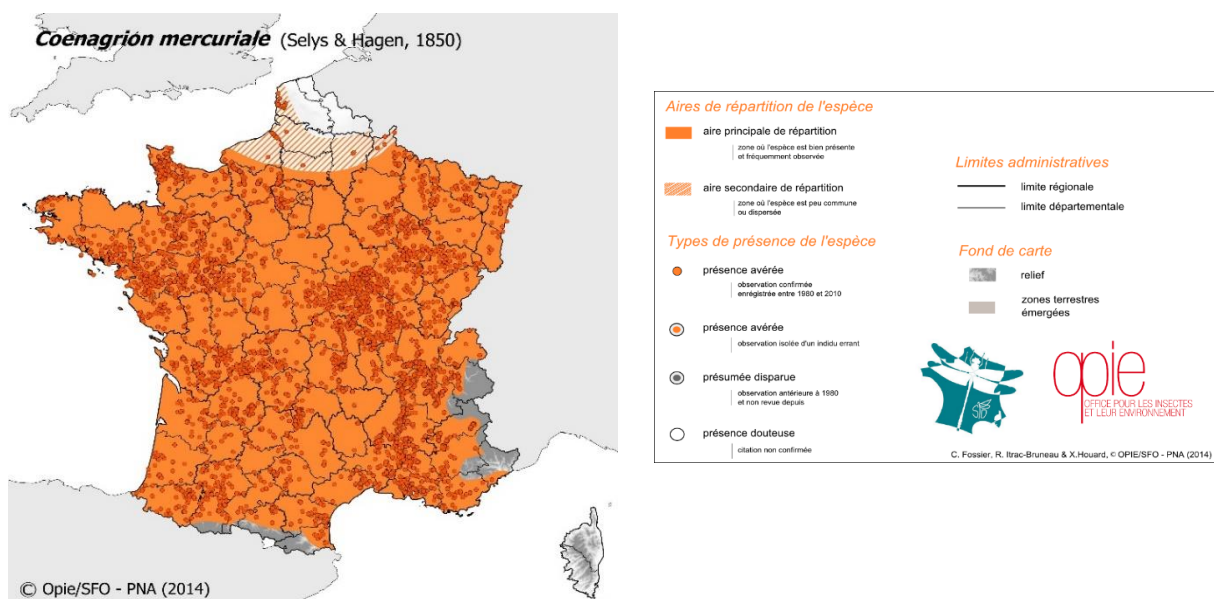 Coenagrion mercuriale (Selys & Hagen, 1850)
© Opie/SFO - PNA (2014)
Aires de répartition de l'espèce
aire principale de répartition
zone où l'espèce est bien présente
et fréquemment observée
aire secondaire de répartition
zone où l'espèce est peu commune
ou dispersée
Types de présence de l'espèce
présence avérée
observation confirmée
enrégistrée entre 1980 et 2010
présence avérée
observation isolée d'un indidu errant
présumée disparue
observation antérieure à 1980
et non revue depuis
présence douteuse
citation non confirmée
Limites administratives
limite régionale
limite départementale
Fond de carte
relief
zones terrestres
émergées
opie
OFFICE POUR LES INSECTES
ET LEUR ENVIRONNEMENT
C. Fossier, R. Itrac-Bruneau & X.Houard, © OPIE/SFO - PNA (2014)